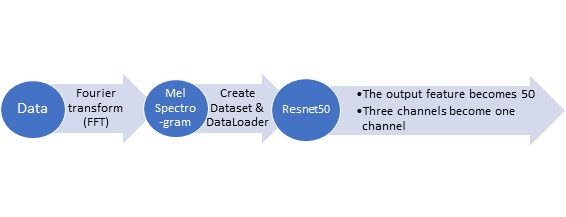 Data
Fourier
transform
(FFT)
Mel
Spectro
-gram
Create
Dataset &
DataLoader
Resnet50
•The output feature becomes 50
•Three channels become one
channel